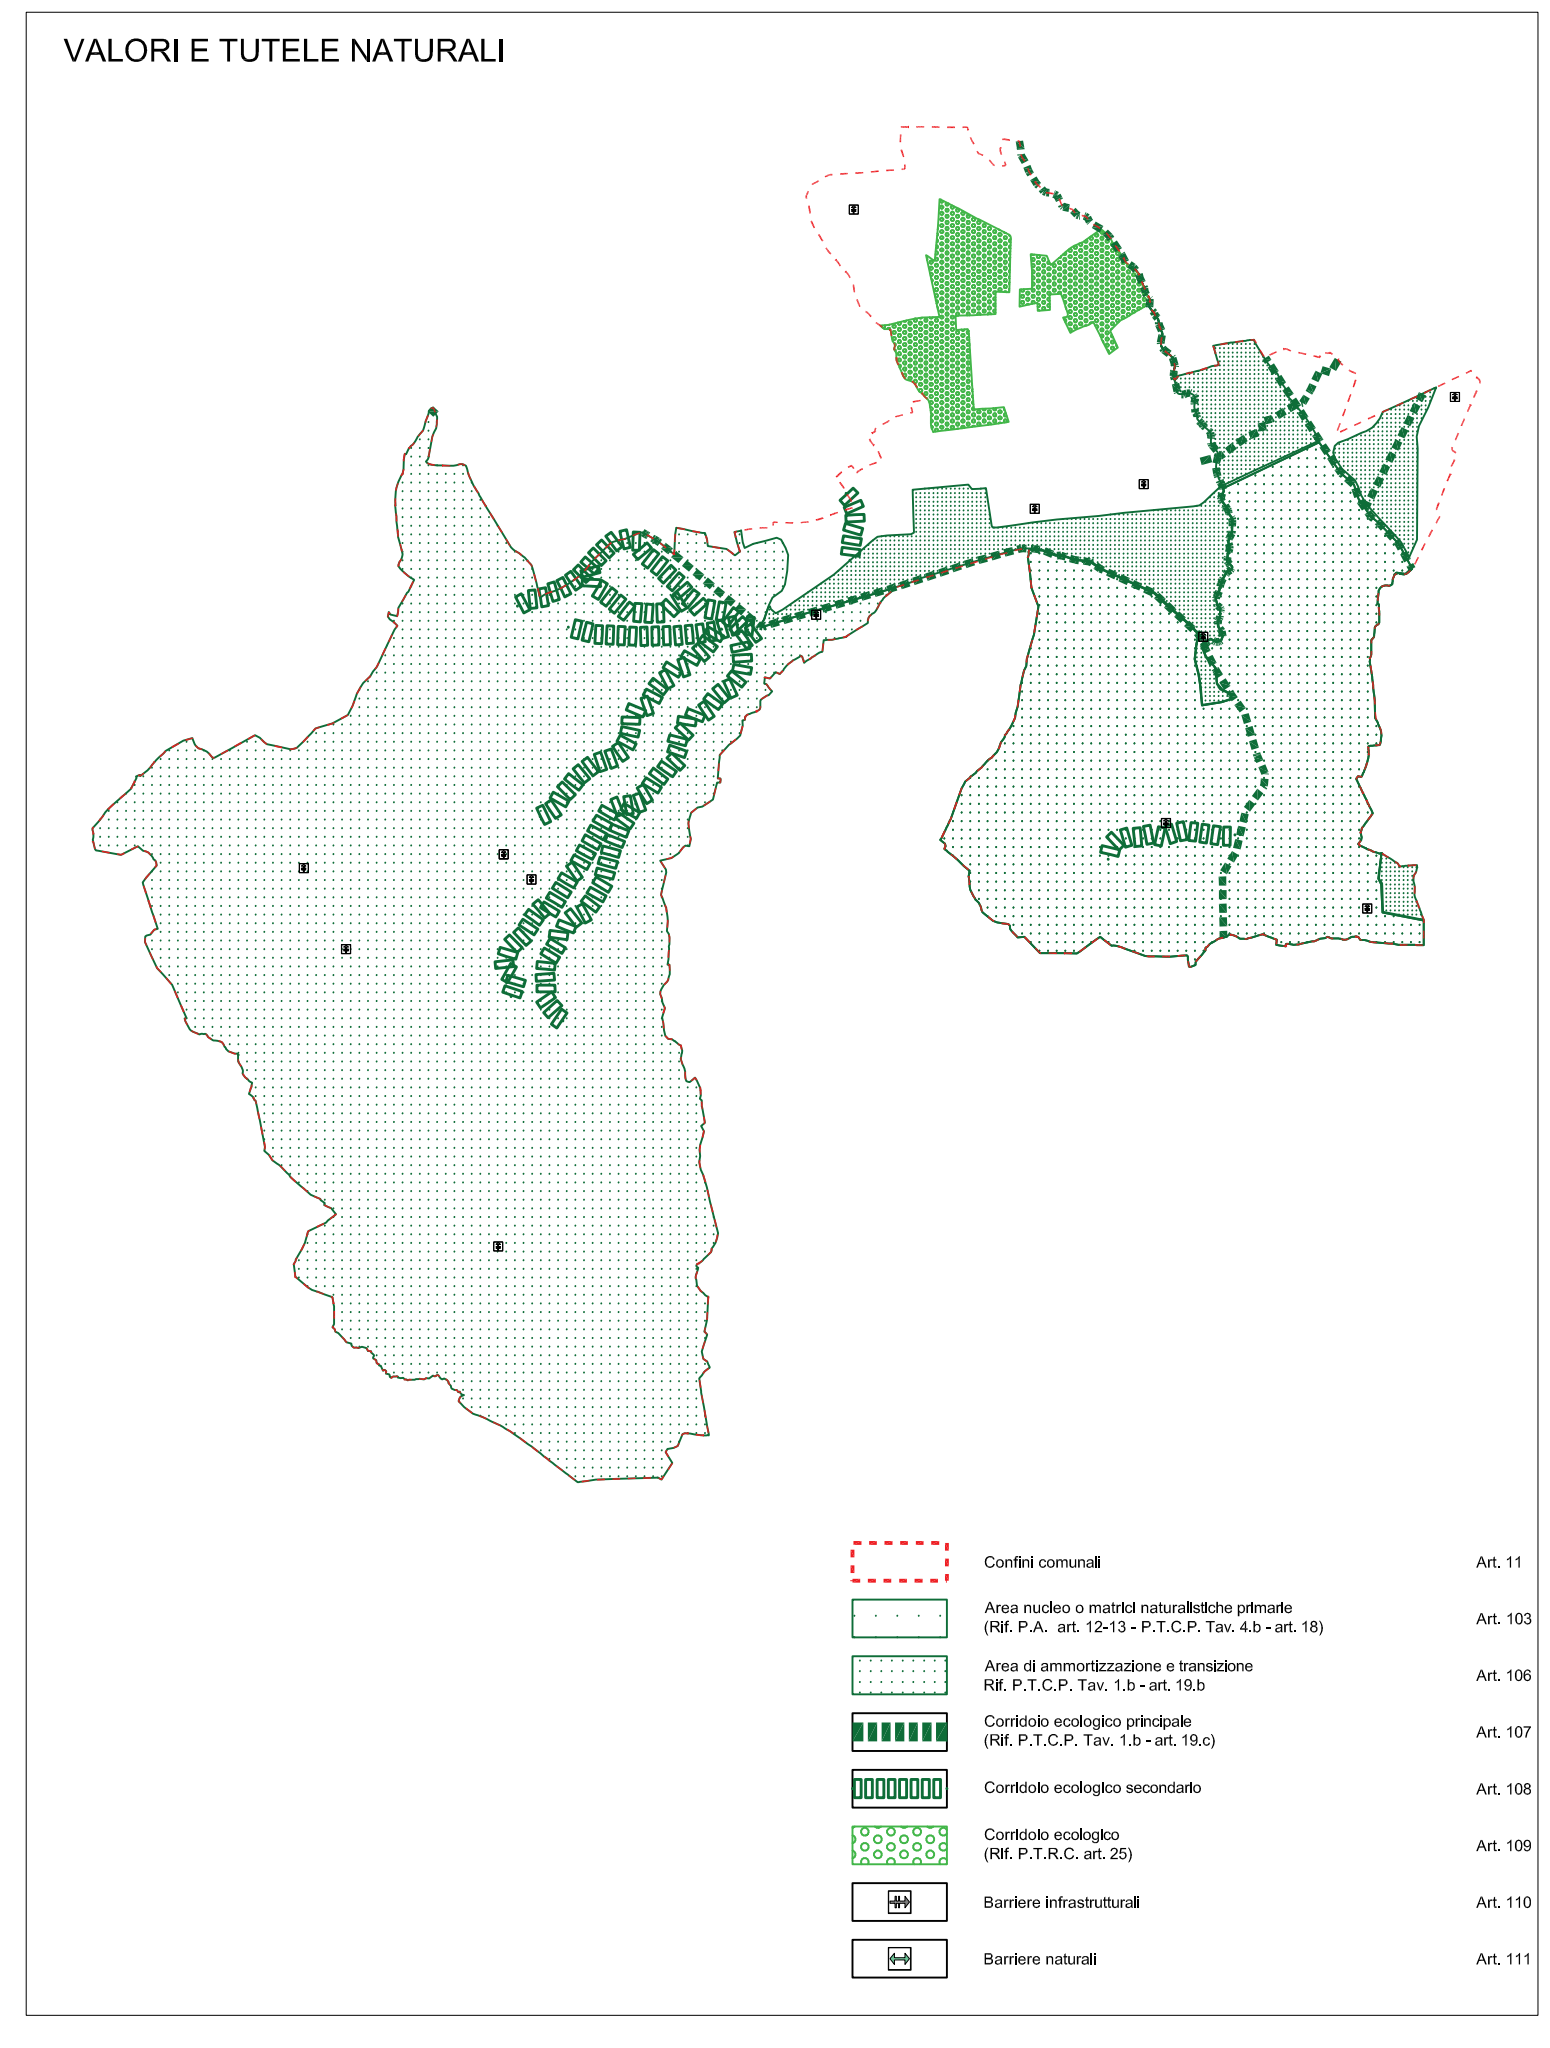 VALORI E TUTELE NATURALI
Confini comunali Art. 11
Area nucleo o matrici naturalistiche primarie
(Rif. P.A. art. 12-13 - P.T.C.P. Tav. 4.b - art. 18) Art. 103
Area di ammortizzazione e transizione
Rif. P.T.C.P. Tav. 1.b - art. 19.b Art. 106
Corridoio ecologico principale
(Rif. P.T.C.P. Tav. 1.b - art. 19.c) Art. 107
Corridoio ecologico secondario Art. 108
Corridoio ecologico
(Rif. P.T.R.C. art. 25) Art. 109
Barriere infrastrutturali Art. 110
Barriere naturali Art. 111